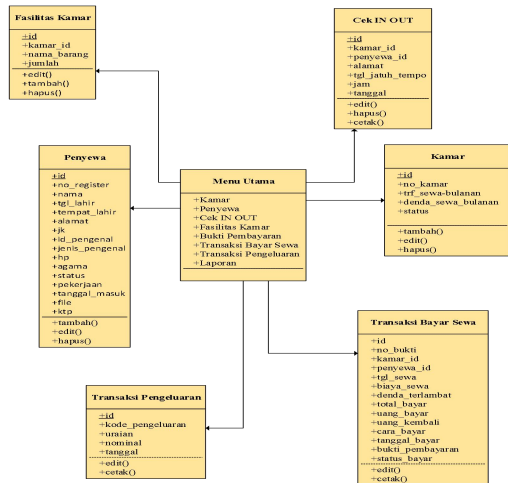 Fasilitas Kamar
+id
+kamar_id
+nama_barang
+jumlah
+edit()
+tambah()
+hapus()
Cek IN OUT
+id
+kamar_id
+penyewa_id
+alamat
+tgl_jatuh_tempo
+jam
+tanggal
+edit()
+hapus()
+cetak()
Penyewa
+id
+no_register
+nama
+tgl_lahir
+tempat_lahir
+alamat
+jk
+id_pengenal
+jenis_pengenal
+hp
+agama
+status
+pekerjaan
+tanggal_masuk
+file
+ktp
+tambah()
+edit()
+hapus()
Menu Utama
+Kamar
+Penyewa
+Cek IN OUT
+Fasilitas Kamar
+Bukti Pembayaran
+Transaksi Bayar Sewa
+Transaksi Pengeluaran
+Laporan
Kamar
+id
+no_kamar
+trf_sewa-bulanan
+denda_sewa_bulanan
+status
+tambah()
+edit()
+hapus()
Transaksi Pengeluaran
+id
+kode_pengeluaran
+uraian
+nominal
+tanggal
+edit()
+cetak()
Transaksi Bayar Sewa
+id
+no_bukti
+kamar_id
+penyewa_id
+tgl_sewa
+biaya_sewa
+denda_terlambat
+total_bayar
+uang_bayar
+uang_kembali
+cara_bayar
+tanggal_bayar
+bukti_pembayaran
+status_bayar
+edit()
+cetak()